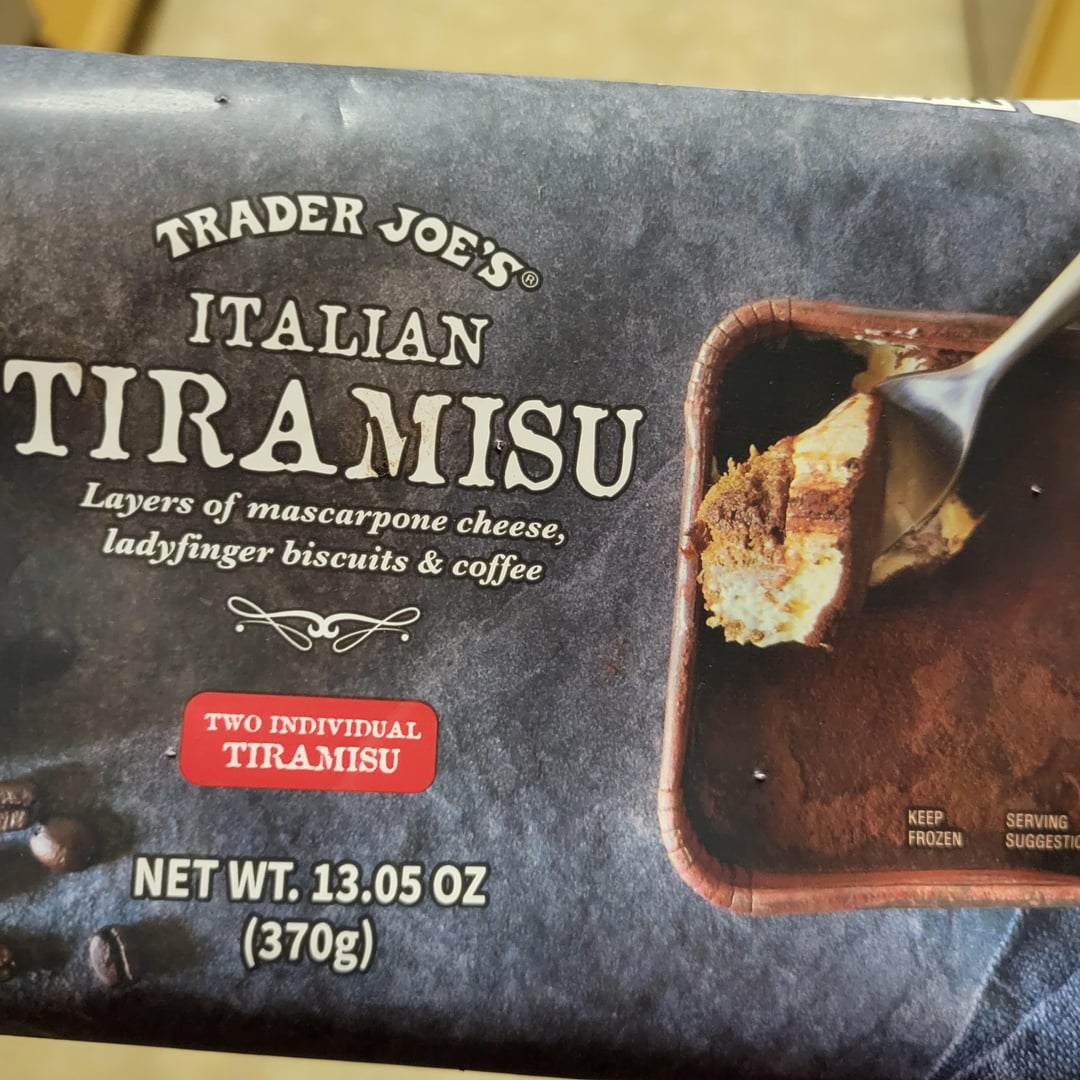 TRADER JOE'S®
ITALIAN
TIRAMISU
Layers of mascarpone cheese,
ladyfinger biscuits & coffee
TWO INDIVIDUAL
TIRAMISU
NET WT. 13.05 OZ
(370g)
KEEP
FROZEN
SERVING